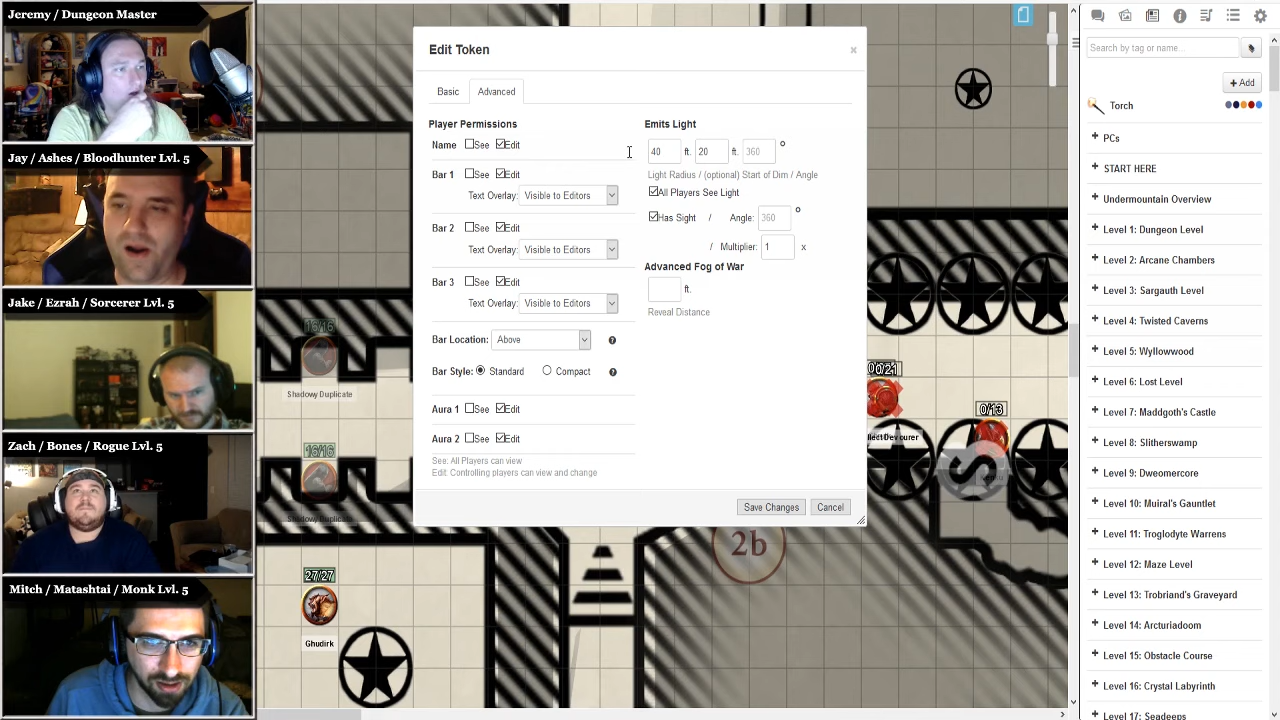 Jeremy / Dungeon Master
Jay / Ashes / Bloodhunter Lvl. 5
Jake / Ezrah / Sorcerer Lvl. 5
Zach / Bones / Rogue Lvl. 5
Mitch / Matashtai / Monk Lvl. 5
16/16
Shadowy Duplicate
16/16
Shadowy Duplicate
27/27
Ghudirk
Edit Token
×
Basic
Advanced
Player Permissions
Name See Edit
Bar 1 See Edit
Text Overlay: Visible to Editors
Bar 2 See Edit
Text Overlay: Visible to Editors
Bar 3 See Edit
Text Overlay: Visible to Editors
Bar Location: Above
Bar Style: Standard Compact
Aura 1 See Edit
Aura 2 See Edit
See: All Players can view
Edit: Controlling players can view and change
Emits Light
40 ft. 20 ft. 360 °
Light Radius / (optional) Start of Dim / Angle
All Players See Light
Has Sight / Angle: 360 °
/ Multiplier: 1 x
Advanced Fog of War
ft.
Reveal Distance
Save Changes
Cancel
2b
0/21
llect Devourer
0/13
S
Search by tag or name...
+ Add
Torch
PCs
START HERE
Undermountain Overview
Level 1: Dungeon Level
Level 2: Arcane Chambers
Level 3: Sargauth Level
Level 4: Twisted Caverns
Level 5: Wyllowwood
Level 6: Lost Level
Level 7: Maddgoth's Castle
Level 8: Slitherswamp
Level 9: Dweomercore
Level 10: Muiral's Gauntlet
Level 11: Troglodyte Warrens
Level 12: Maze Level
Level 13: Trobriand's Graveyard
Level 14: Arcturiadoom
Level 15: Obstacle Course
Level 16: Crystal Labyrinth
Level 17: Seadeeps